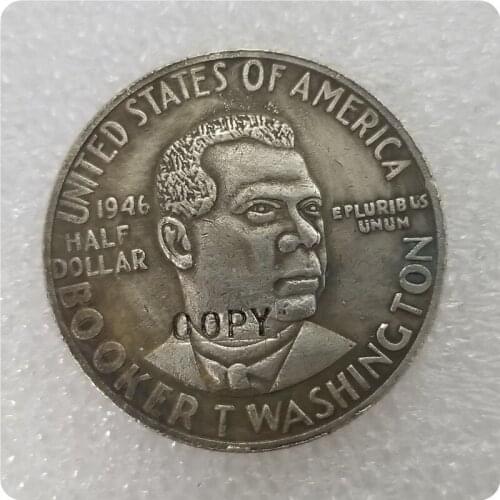 UNITED STATES OF AMERICA
1946
HALF
DOLLAR
E PLURIBUS
UNUM
COPY
BOOKER T WASHINGTON